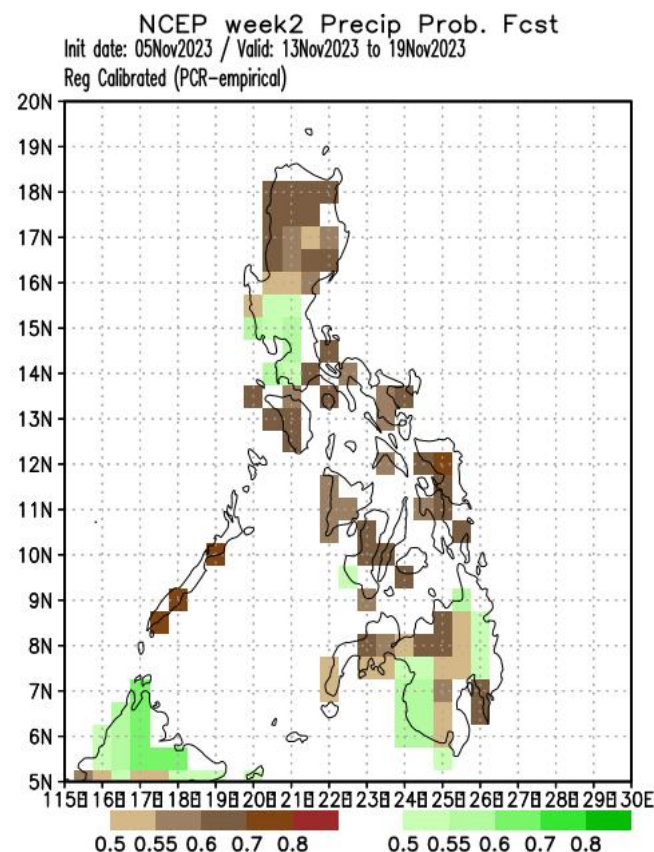 NCEP week2 Precip Prob. Fcst
Init date: 05Nov2023 / Valid: 13Nov2023 to 19Nov2023
Reg Calibrated (PCR-empirical)
20N
19N
18N
17N
16N
15N
14N
13N
12N
11N
10N
9N
8N
7N
6N
5N
115E 116E 117E 118E 119E 120E 121E 122E 123E 124E 125E 126E 127E 128E 129E 130E
0.5 0.55 0.6 0.7 0.8 0.5 0.55 0.6 0.7 0.8